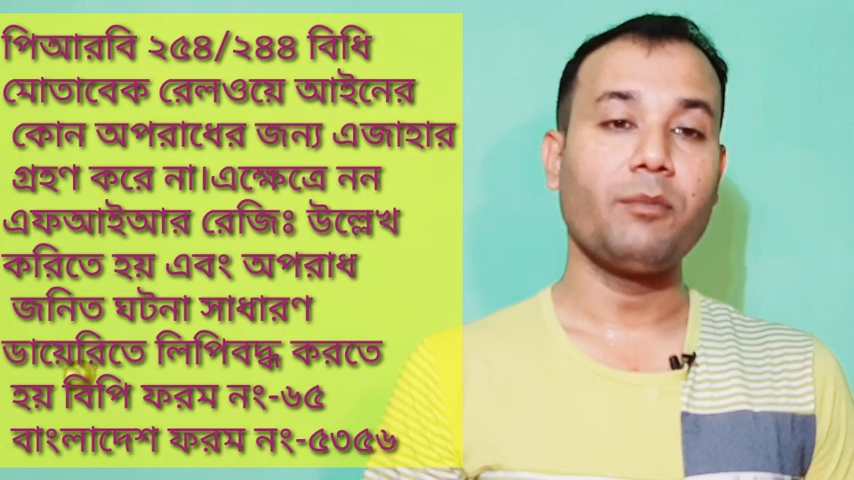 পিআরবি ২৫৪/২৪৪ বিধি
মোতাবেক রেলওয়ে আইনের
কোন অপরাধের জন্য এজাহার
গ্রহণ করে না।এক্ষেত্রে নন
এফআইআর রেজিঃ উল্লেখ
করিতে হয় এবং অপরাধ
জনিত ঘটনা সাধারণ
ডায়েরিতে লিপিবদ্ধ করতে
হয় বিপি ফরম নং-৬৫
বাংলাদেশ ফরম নং-৫৩৫৬